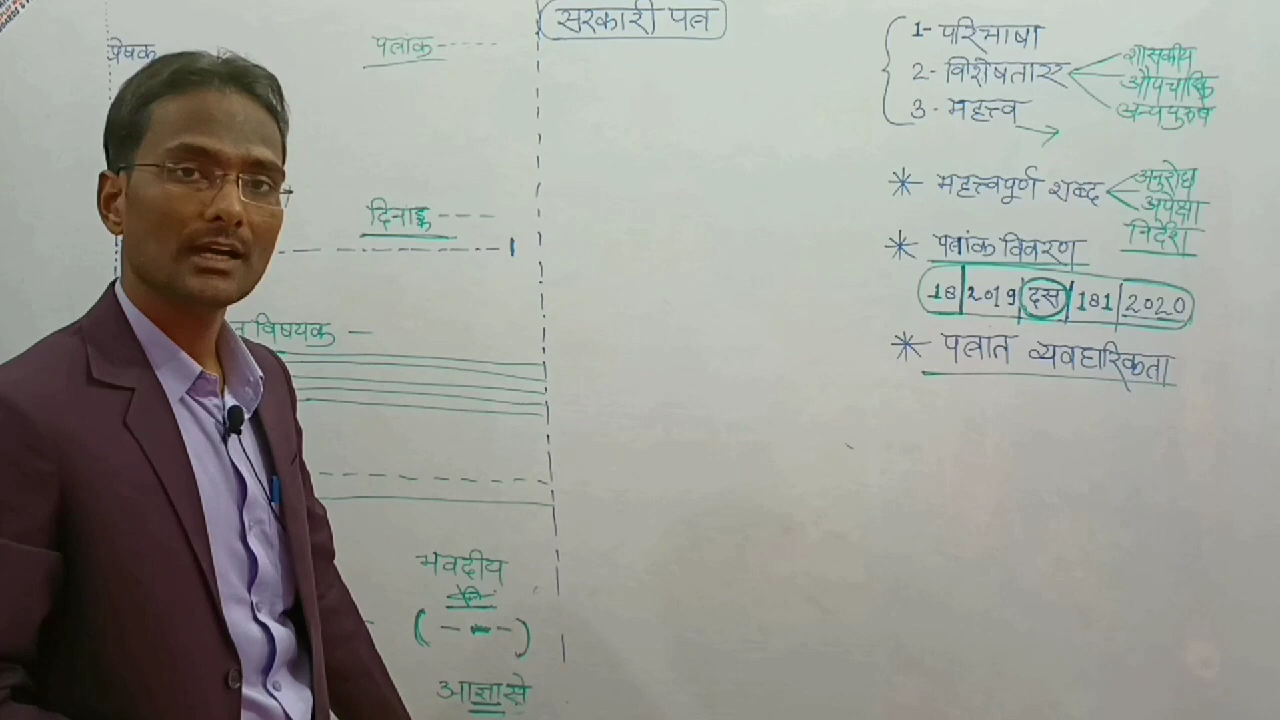 सरकारी पत्र
प्रेषक
पत्रांक-----
दिनाङ्क ----
त विषयक —
भवदीय
(---)
आज्ञा से
1- परिभाषा
2- विशेषताएँ
शासकीय
औपचारिक
अन्यपुरुष
3- महत्त्व
* महत्त्वपूर्ण शब्द
अनुरोध
अपेक्षा
निर्देश
* पत्रांक विवरण
18|2019|दस|181|2020
* पत्रांत व्यवहारिकता